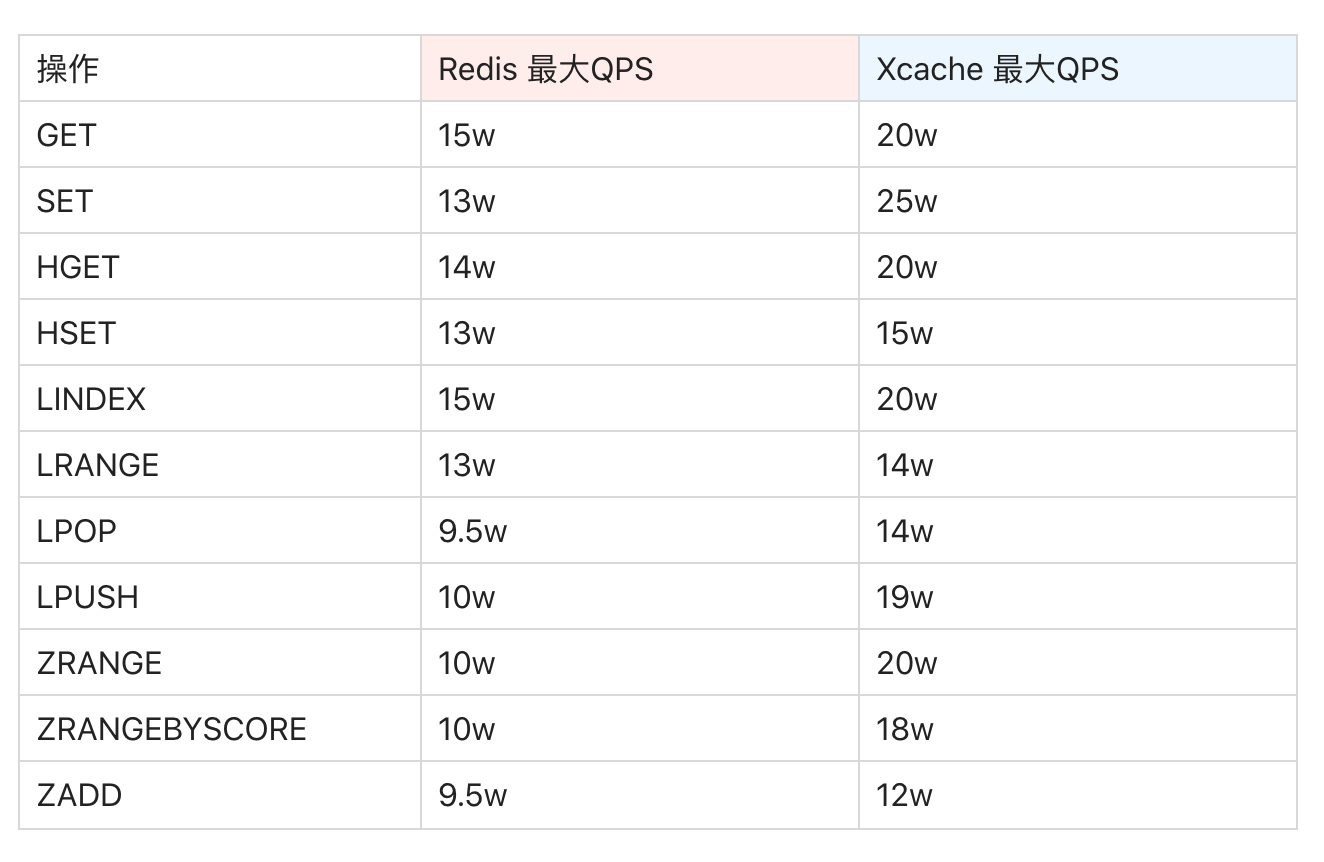 操作 Redis 最大QPS Xcache 最大QPS
GET 15w 20w
SET 13w 25w
HGET 14w 20w
HSET 13w 15w
LINDEX 15w 20w
LRANGE 13w 14w
LPOP 9.5w 14w
LPUSH 10w 19w
ZRANGE 10w 20w
ZRANGEBYSCORE 10w 18w
ZADD 9.5w 12w